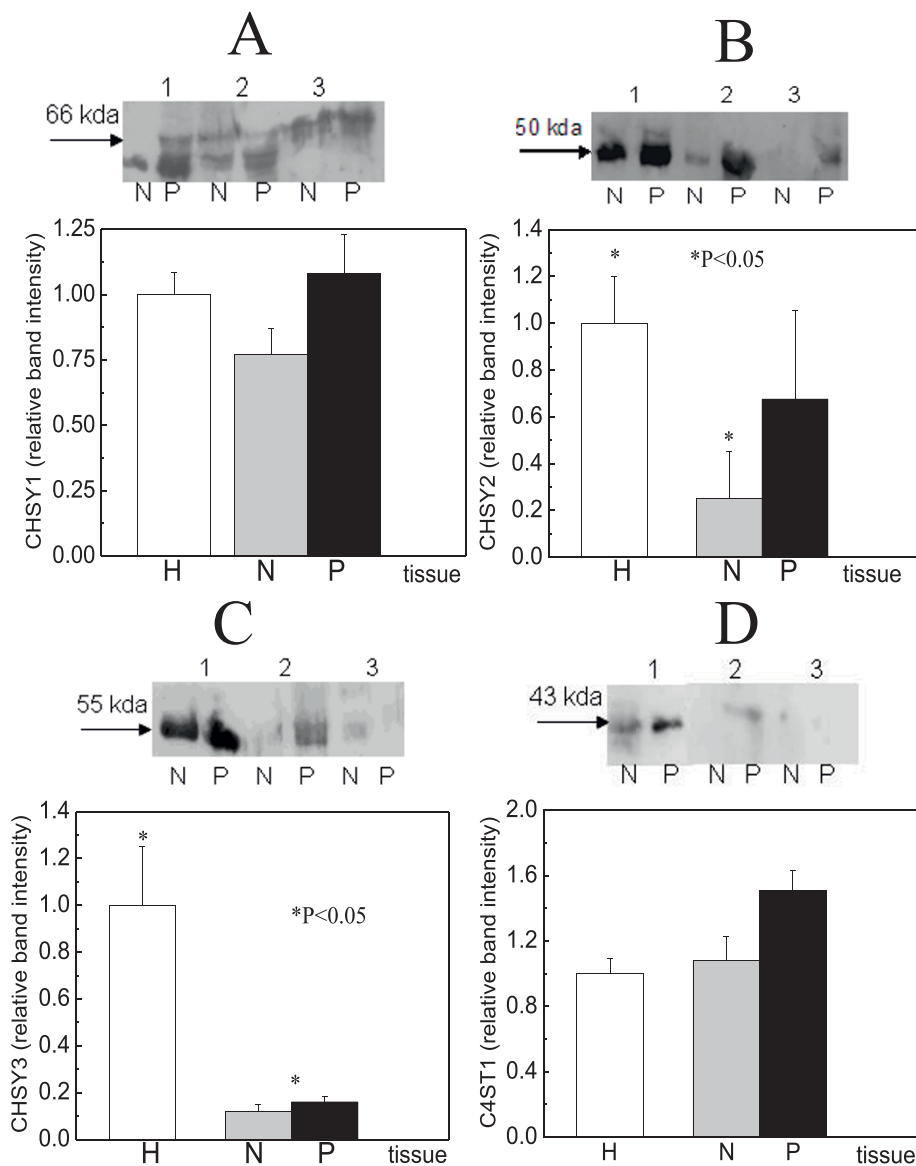 A
1 2 3
66 kda
N P N P N P
CHSY1 (relative band intensity)
1.25
1.00
0.75
0.50
0.25
0.00
H N P tissue
B
1 2 3
50 kda
N P N P N P
CHSY2 (relative band intensity)
1.4
1.2
1.0
0.8
0.6
0.4
0.2
0.0
* *P<0.05
*
H N P tissue
C
1 2 3
55 kda
N P N P N P
CHSY3 (relative band intensity)
1.4
1.2
1.0
0.8
0.6
0.4
0.2
0.0
*
*P<0.05
*
H N P tissue
D
1 2 3
43 kda
N P N P N P
C4ST1 (relative band intensity)
2.0
1.6
1.2
0.8
0.4
0.0
H N P tissue